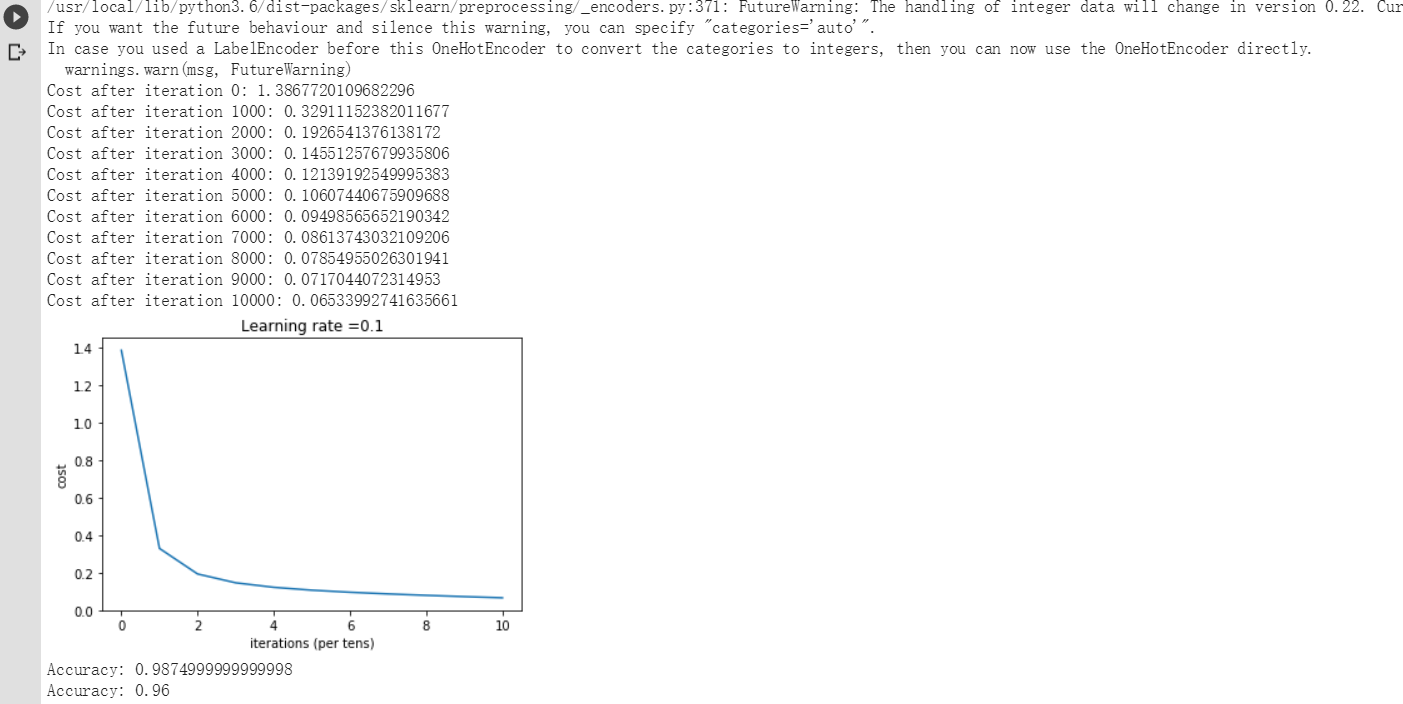 /usr/local/lib/python3.6/dist-packages/sklearn/preprocessing/_encoders.py:371: FutureWarning: The handling of integer data will change in version 0.22. Cur
If you want the future behaviour and silence this warning, you can specify "categories='auto'".
In case you used a LabelEncoder before this OneHotEncoder to convert the categories to integers, then you can now use the OneHotEncoder directly.
warnings.warn(msg, FutureWarning)
Cost after iteration 0: 1.3867720109682296
Cost after iteration 1000: 0.32911152382011677
Cost after iteration 2000: 0.1926541376138172
Cost after iteration 3000: 0.14551257679935806
Cost after iteration 4000: 0.12139192549995383
Cost after iteration 5000: 0.10607440675909688
Cost after iteration 6000: 0.09498565652190342
Cost after iteration 7000: 0.08613743032109206
Cost after iteration 8000: 0.07854955026301941
Cost after iteration 9000: 0.0717044072314953
Cost after iteration 10000: 0.06533992741635661
Learning rate =0.1
1.4
1.2
1.0
0.8
0.6
0.4
0.2
0.0
cost
0 2 4 6 8 10
iterations (per tens)
Accuracy: 0.9874999999999998
Accuracy: 0.96